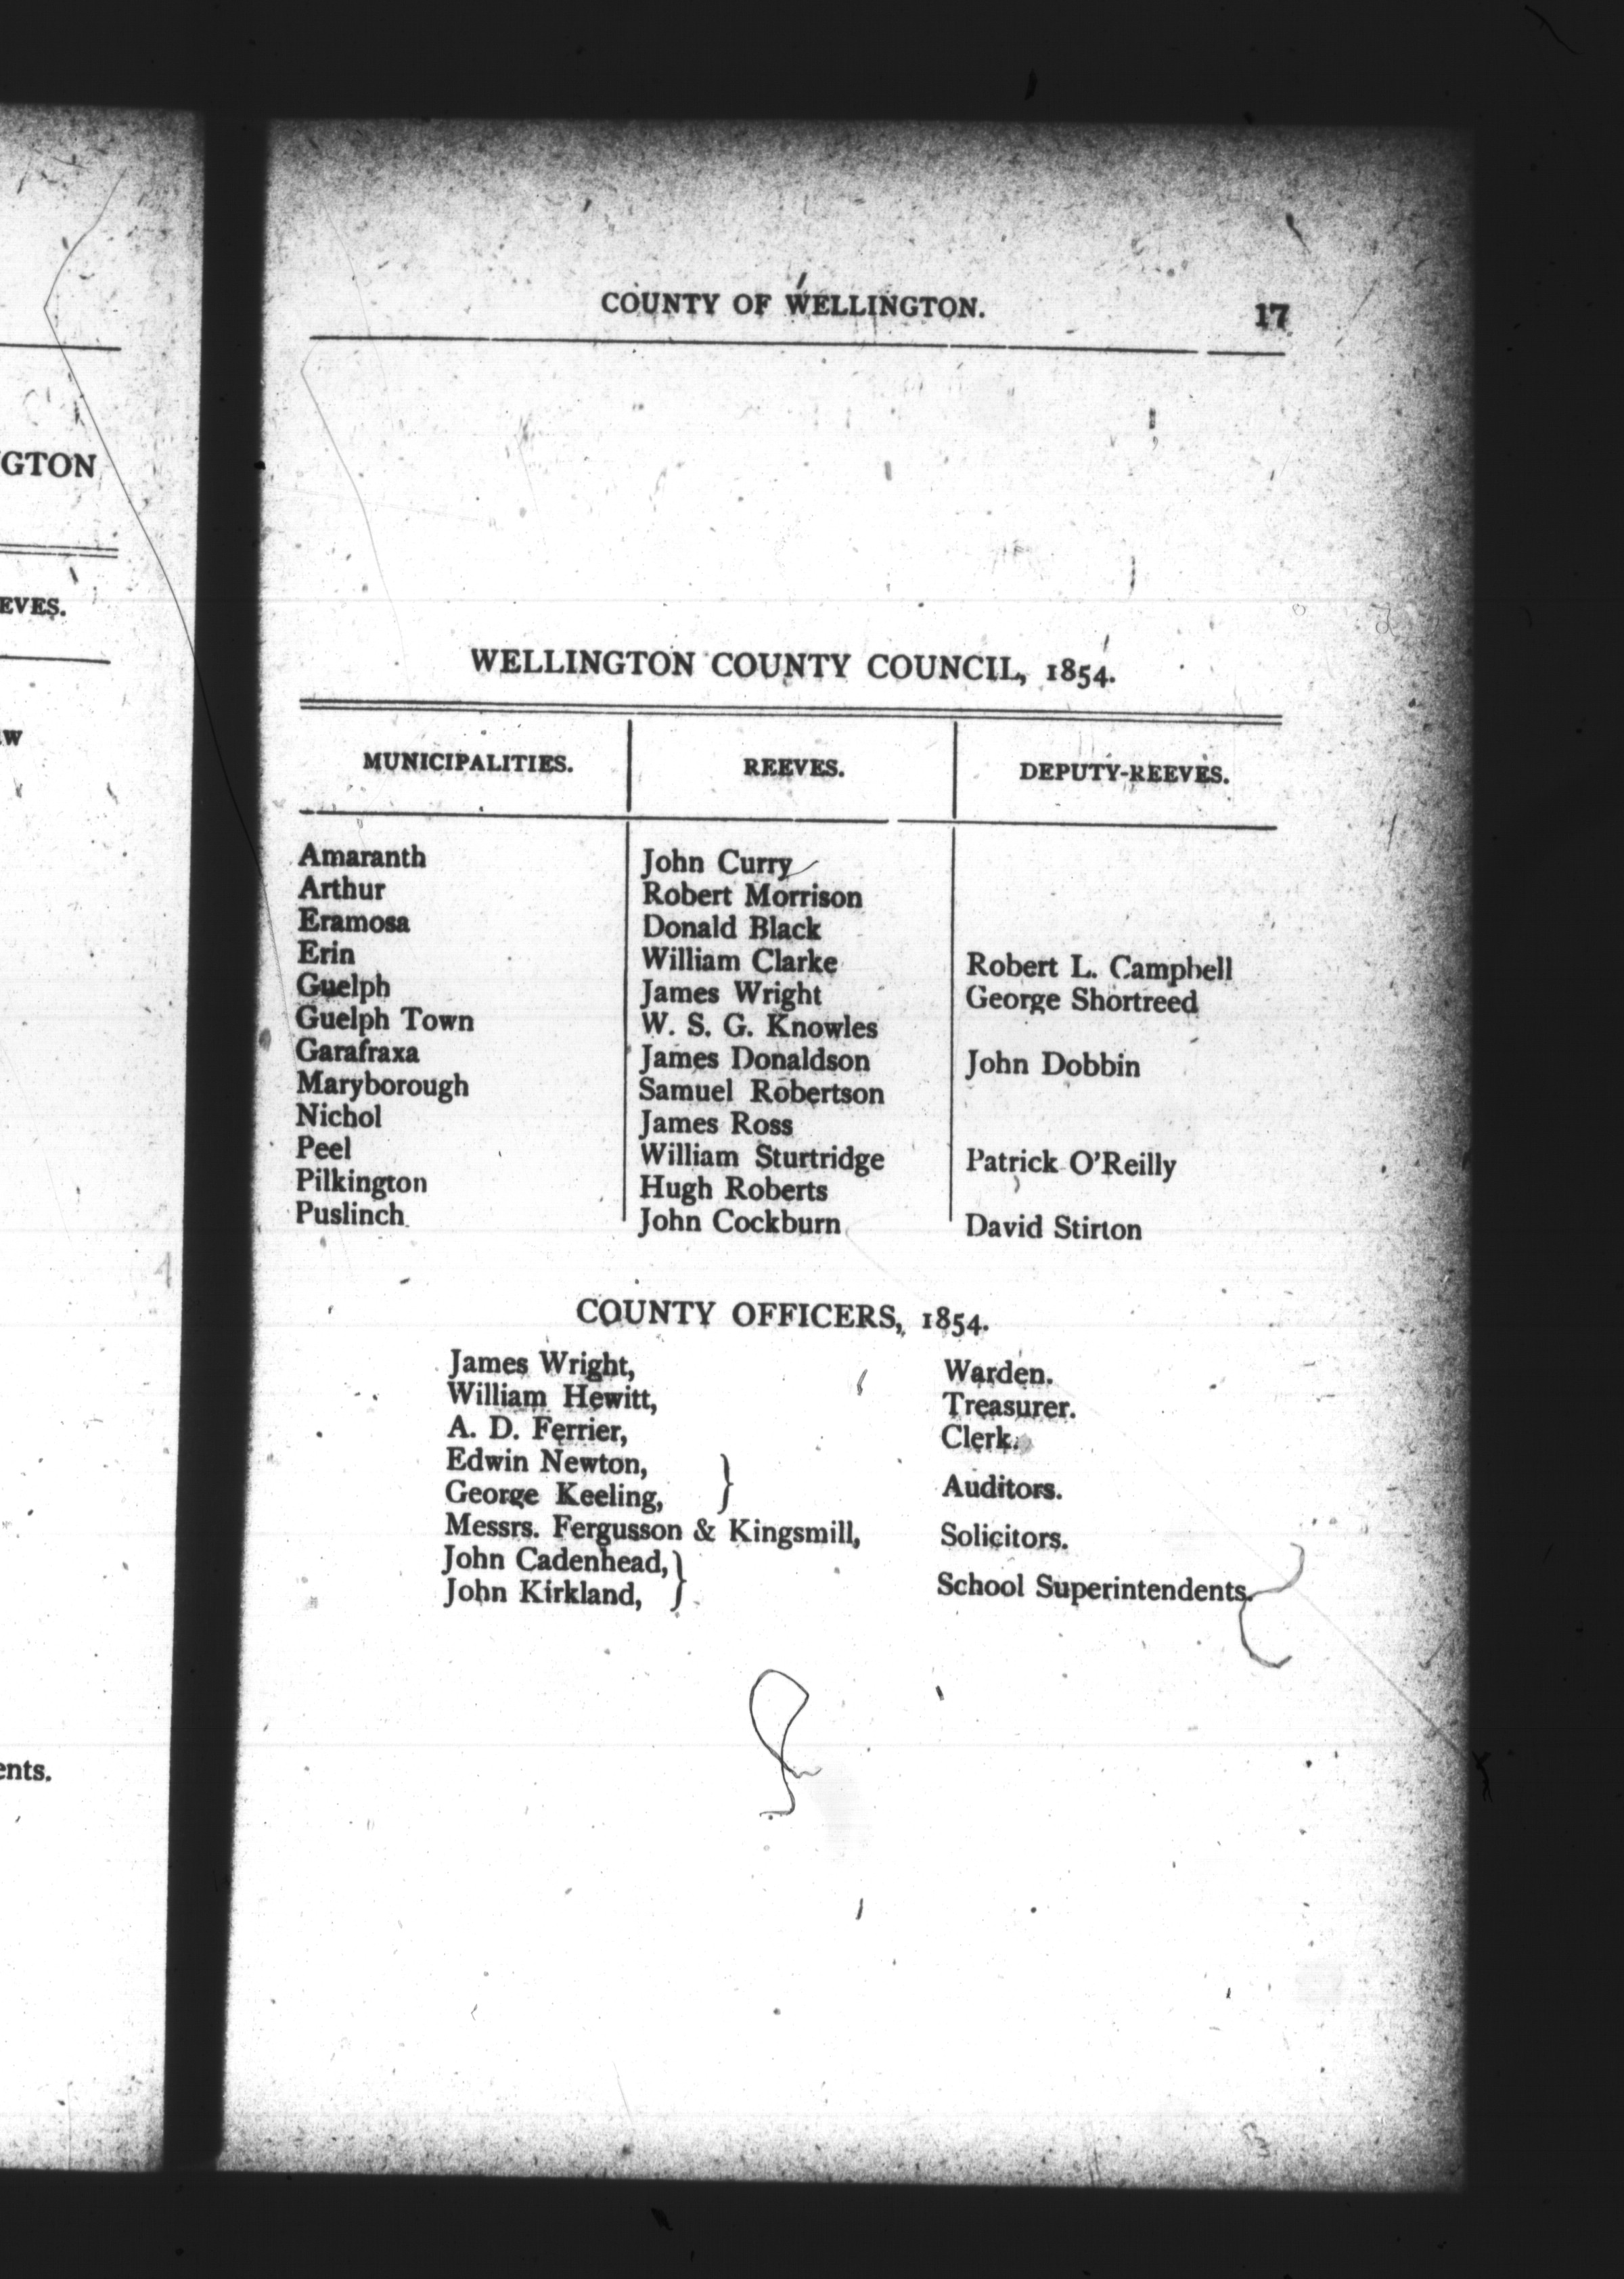 GTON
EVES.
ents.
COUNTY OF WELLINGTON. 17
WELLINGTON COUNTY COUNCIL, 1854.
MUNICIPALITIES. REEVES. DEPUTY-REEVES.
Amaranth John Curry
Arthur Robert Morrison
Eramosa Donald Black
Erin William Clarke Robert L. Campbell
Guelph James Wright George Shortreed
Guelph Town W. S. G. Knowles
Garafraxa James Donaldson John Dobbin
Maryborough Samuel Robertson
Nichol James Ross
Peel William Sturtridge Patrick O'Reilly
Pilkington Hugh Roberts
Puslinch John Cockburn David Stirton
COUNTY OFFICERS, 1854.
James Wright, Warden.
William Hewitt, Treasurer.
A. D. Ferrier, Clerk.
Edwin Newton,
George Keeling, } Auditors.
Messrs. Fergusson & Kingsmill, Solicitors.
John Cadenhead,
John Kirkland, } School Superintendents.